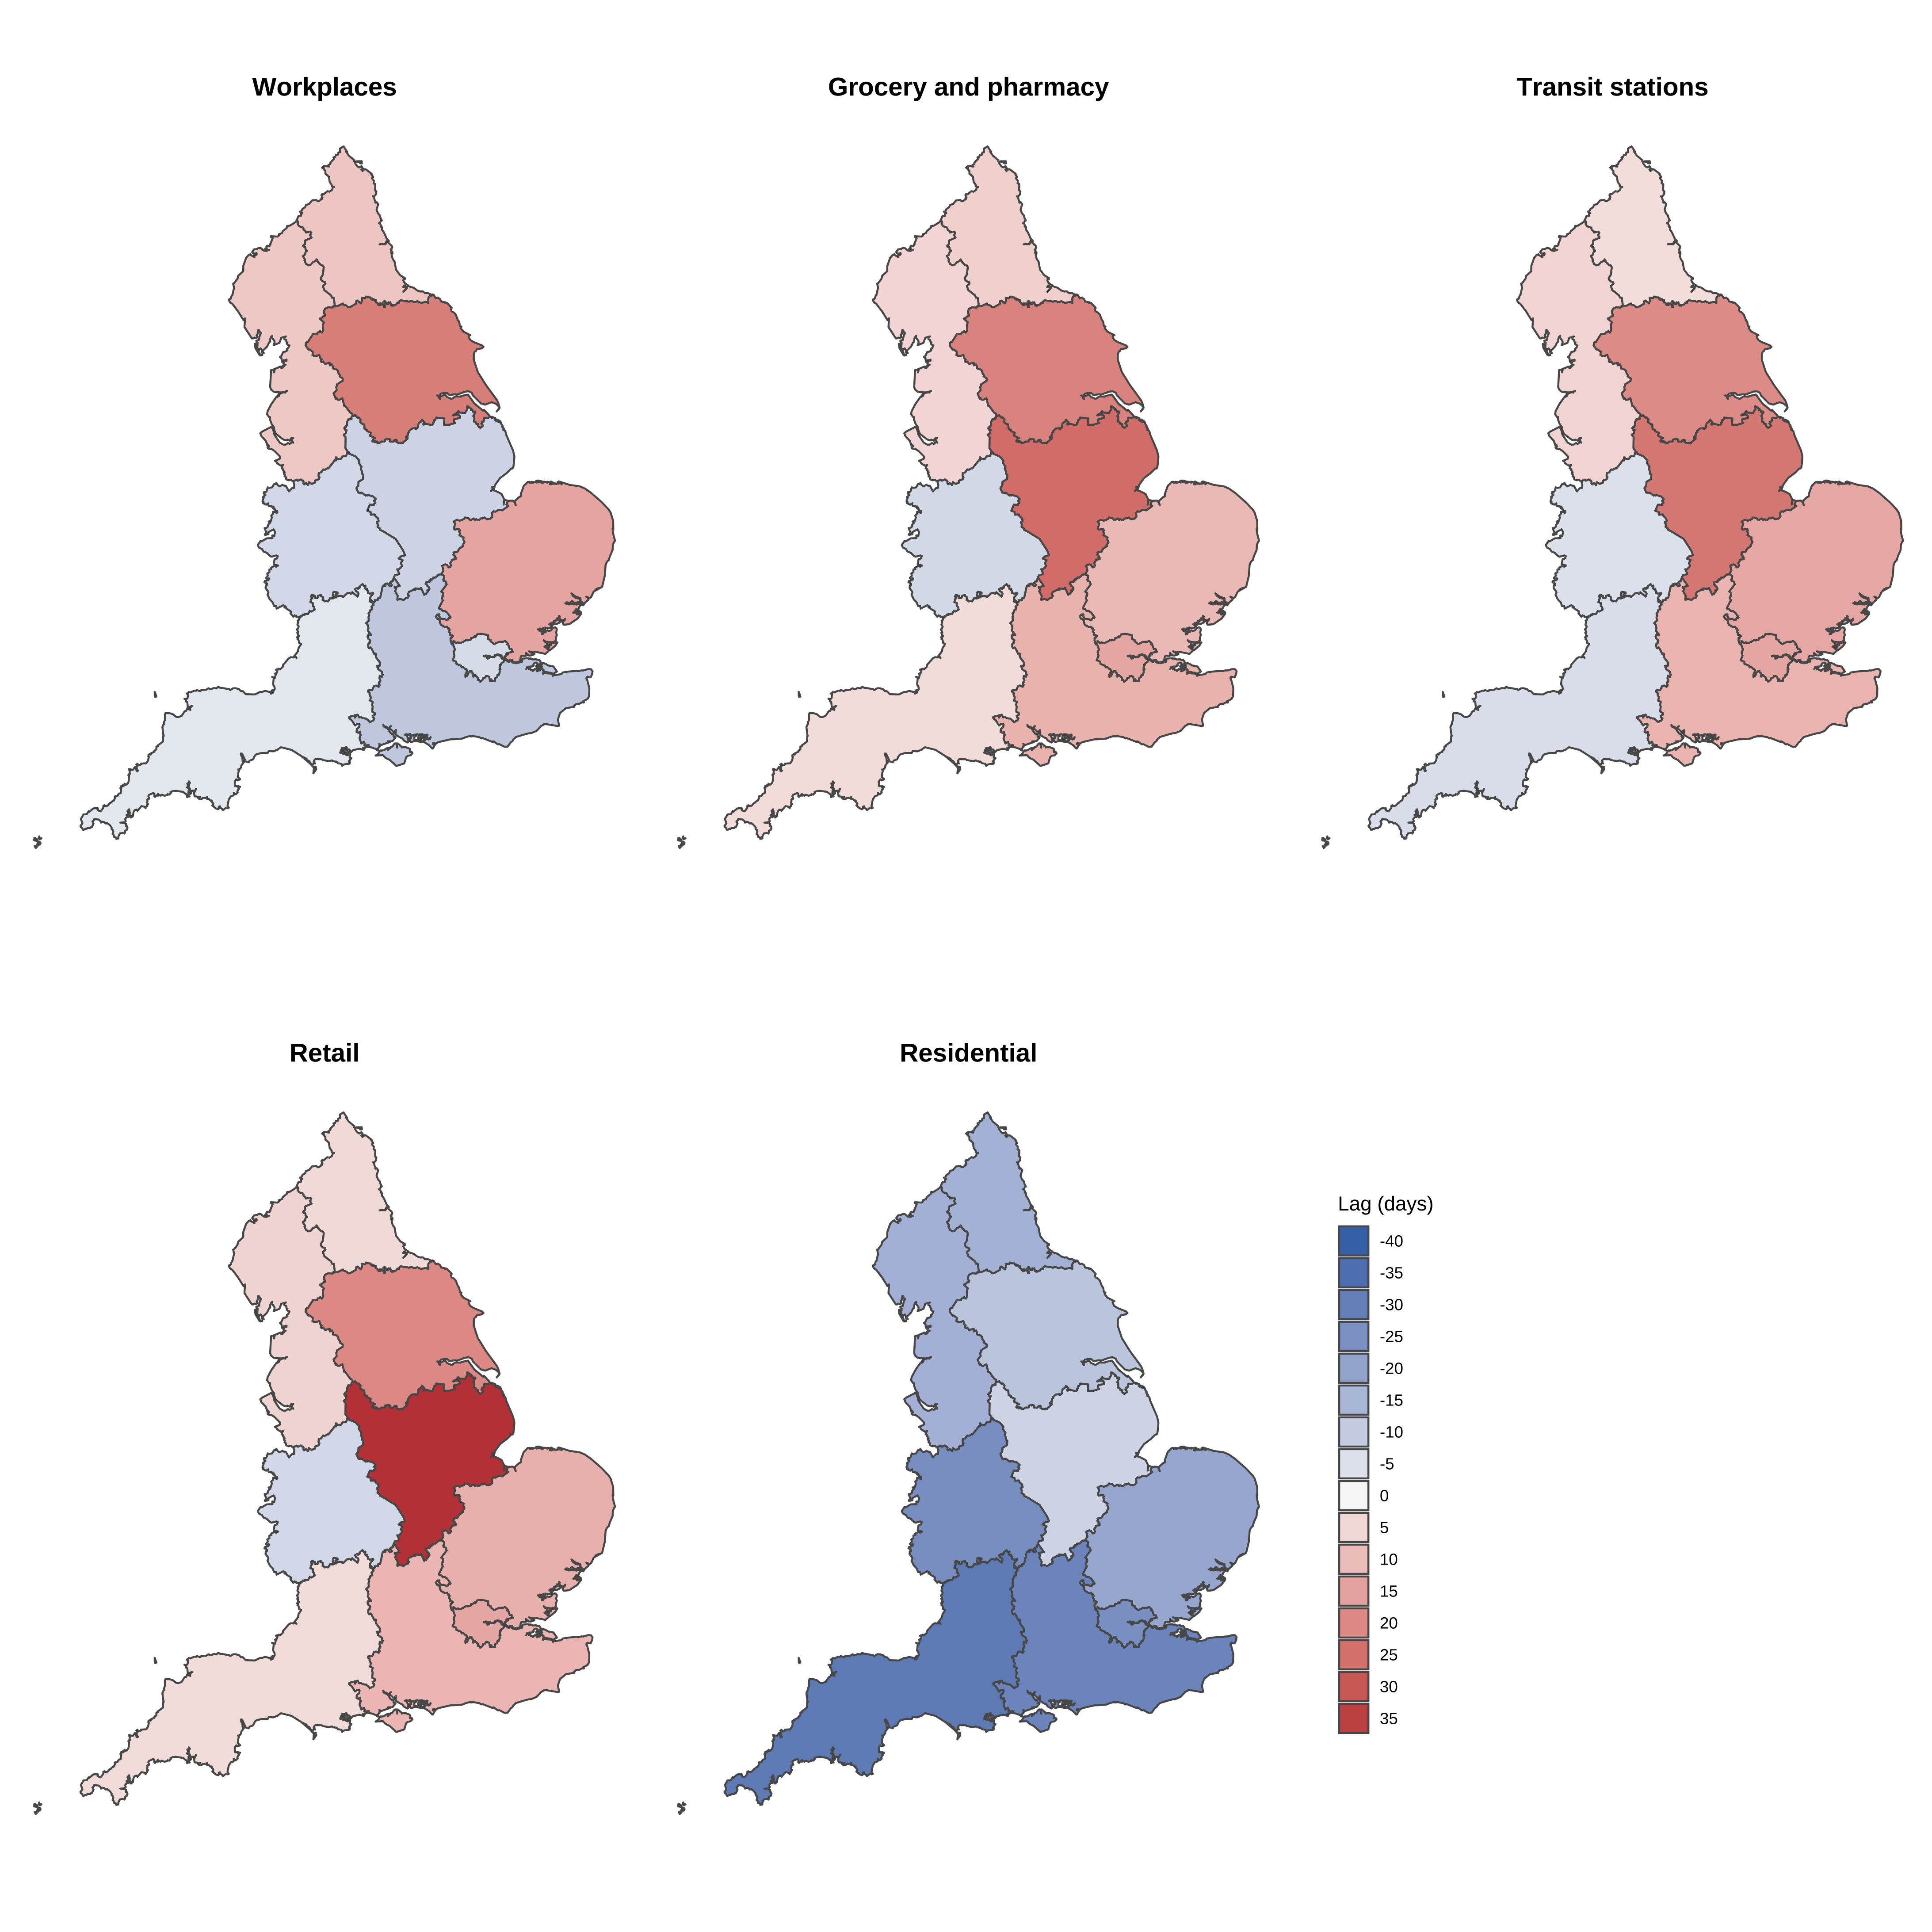 Workplaces
Grocery and pharmacy
Transit stations
Retail
Residential
Lag (days)
-40
-35
-30
-25
-20
-15
-10
-5
0
5
10
15
20
25
30
35